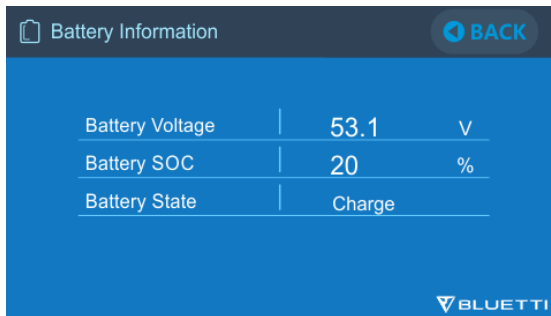 Battery Information BACK
Battery Voltage 53.1 V
Battery SOC 20 %
Battery State Charge
BLUETTI